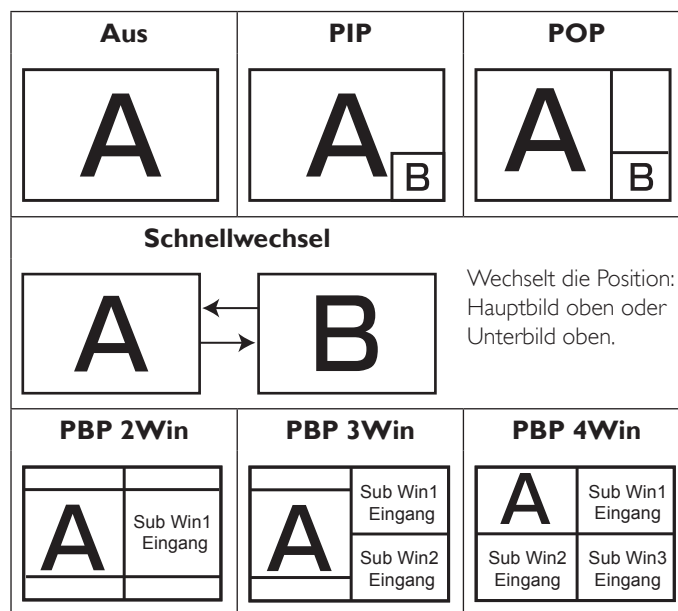 Aus
PIP
POP
A
A
B
A
B
Schnellwechsel
A
B
Wechselt die Position:
Hauptbild oben oder
Unterbild oben.
PBP 2Win
PBP 3Win
PBP 4Win
A
Sub Win1
Eingang
A
Sub Win1
Eingang
Sub Win2
Eingang
A
Sub Win1
Eingang
Sub Win2
Eingang
Sub Win3
Eingang